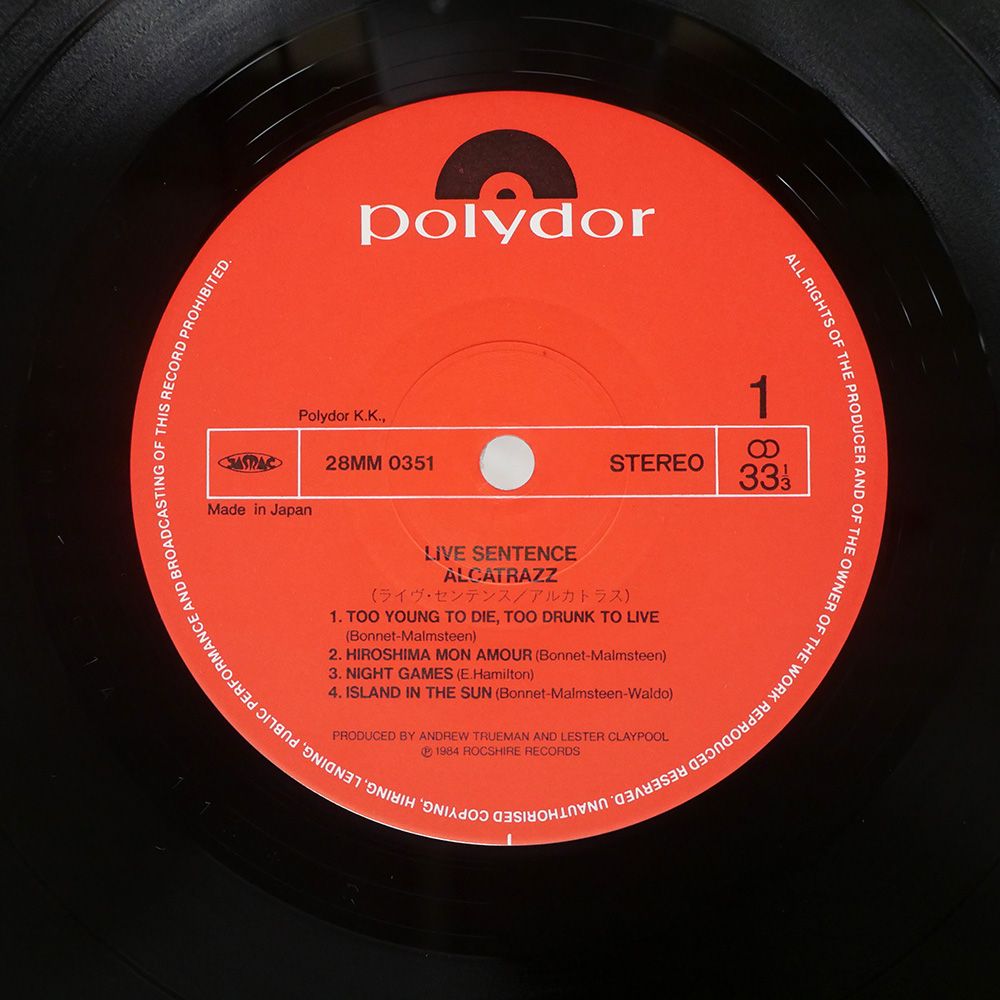 polydor
1
Polydor K.K.,
JASRAC
28MM 0351
STEREO
33 1/3
Made in Japan
LIVE SENTENCE
ALCATRAZZ
(ライヴ・センテンス／アルカトラス)
1. TOO YOUNG TO DIE, TOO DRUNK TO LIVE
(Bonnet-Malmsteen)
2. HIROSHIMA MON AMOUR (Bonnet-Malmsteen)
3. NIGHT GAMES (E.Hamilton)
4. ISLAND IN THE SUN (Bonnet-Malmsteen-Waldo)
PRODUCED BY ANDREW TRUEMAN AND LESTER CLAYPOOL
℗ 1984 ROCSHIRE RECORDS
ALL RIGHTS OF THE PRODUCER AND OF THE OWNER OF THE WORK REPRODUCED RESERVED. UNAUTHORISED COPYING, HIRING, LENDING, PUBLIC PERFORMANCE AND BROADCASTING OF THIS RECORD PROHIBITED.